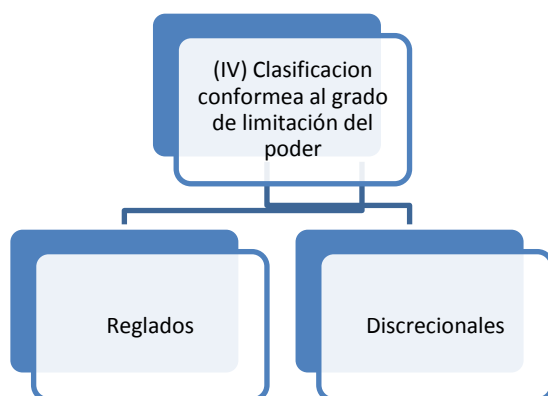 (IV) Clasificacion
conformea al grado
de limitación del
poder
Reglados
Discrecionales